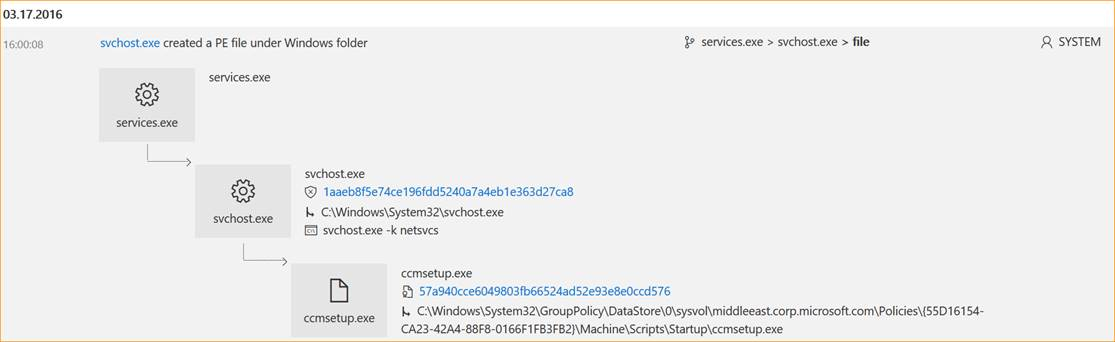 03.17.2016
16:00:08 svchost.exe created a PE file under Windows folder services.exe > svchost.exe > file SYSTEM
services.exe
services.exe
svchost.exe
1aaeb8f5e74ce196fdd5240a7a4eb1e363d27ca8
C:\Windows\System32\svchost.exe
svchost.exe
svchost.exe -k netsvcs
ccmsetup.exe
57a940cce6049803fb66524ad52e93e8e0ccd576
C:\Windows\System32\GroupPolicy\DataStore\0\sysvol\middleeast.corp.microsoft.com\Policies\{55D16154-
ccmsetup.exe
CA23-42A4-88F8-0166F1FB3FB2}\Machine\Scripts\Startup\ccmsetup.exe